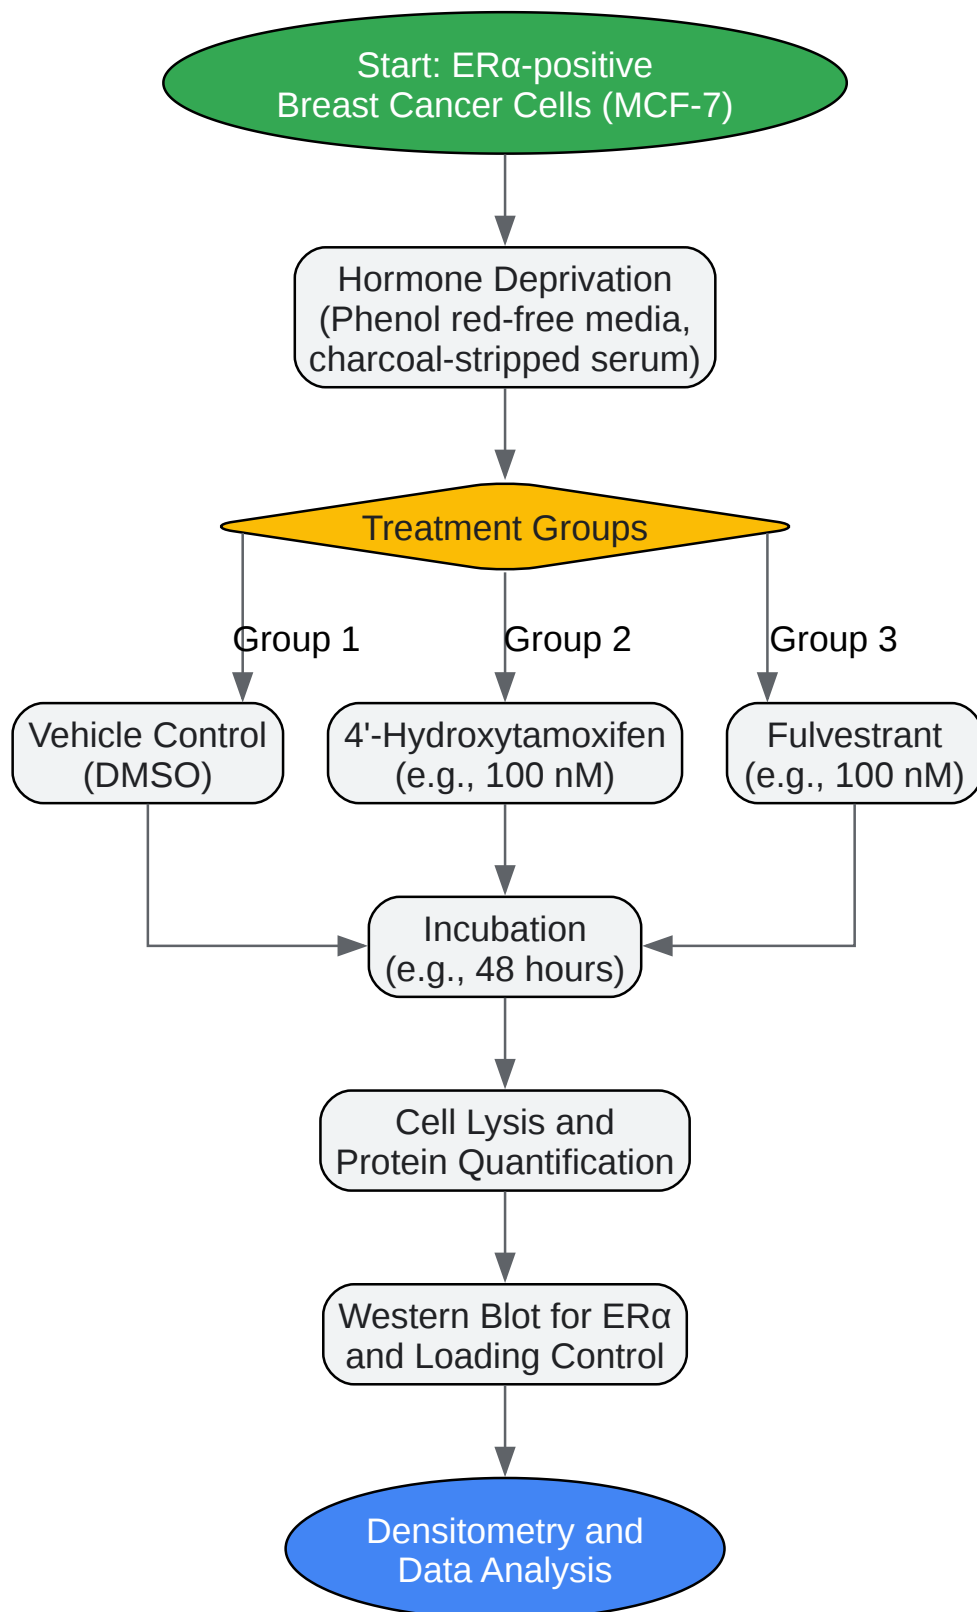 Start: ERα-positive
Breast Cancer Cells (MCF-7)
Hormone Deprivation
(Phenol red-free media,
charcoal-stripped serum)
Treatment Groups
Group 1
Group 2
Group 3
Vehicle Control
(DMSO)
4'-Hydroxytamoxifen
(e.g., 100 nM)
Fulvestrant
(e.g., 100 nM)
Incubation
(e.g., 48 hours)
Cell Lysis and
Protein Quantification
Western Blot for ERα
and Loading Control
Densitometry and
Data Analysis